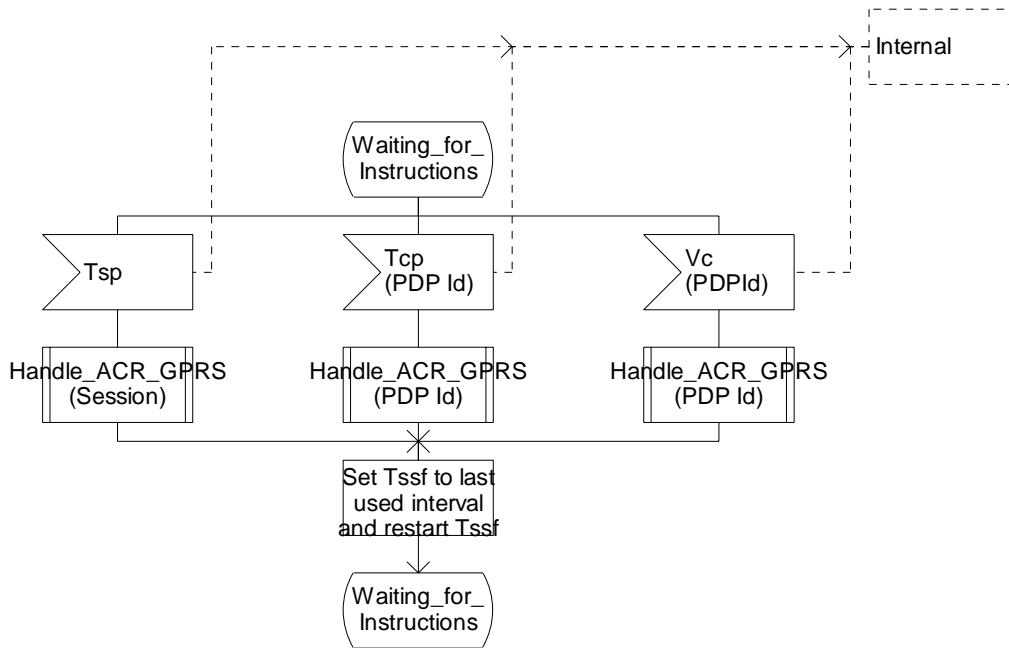 Internal
Waiting_for_
Instructions
Tsp
Tcp
(PDP Id)
Vc
(PDPId)
Handle_ACR_GPRS
(Session)
Handle_ACR_GPRS
(PDP Id)
Handle_ACR_GPRS
(PDP Id)
Set Tssf to last
used interval
and restart Tssf
Waiting_for_
Instructions